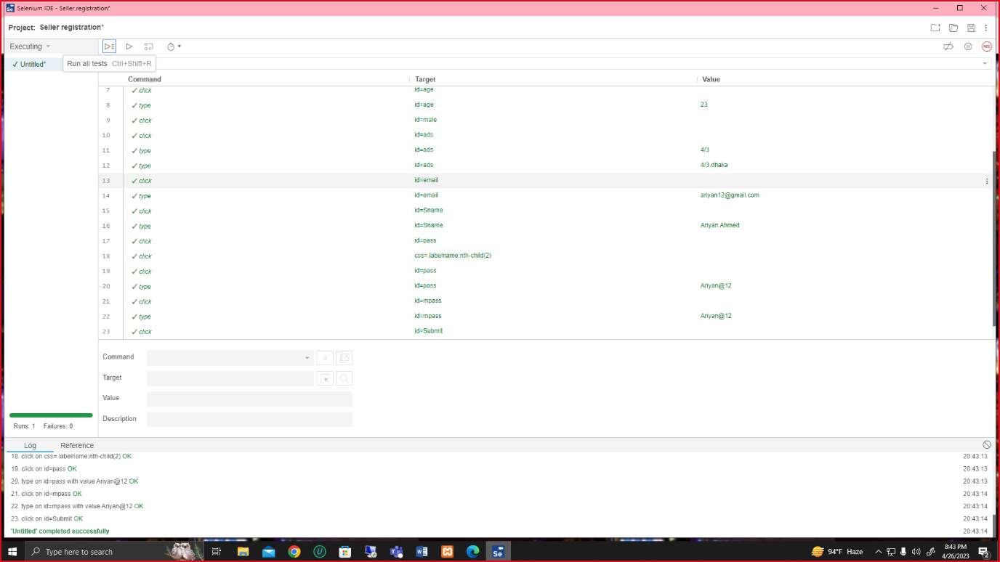 Selenium IDE - Seller registration*
Project: Seller registration*
Executing
✓ Untitled*
Run all tests Ctrl+Shift+R
Command Target Value
7 ✓ click id=age
8 ✓ type id=age 23
9 ✓ click id=male
10 ✓ click id=ads
11 ✓ type id=ads 4/3
12 ✓ type id=ads 4/3.dhaka
13 ✓ click id=email
14 ✓ type id=email ariyan12@gmail.com
15 ✓ click id=Sname
16 ✓ type id=Sname Ariyan Ahmed
17 ✓ click id=pass
18 ✓ click css=.labelname:nth-child(2)
19 ✓ click id=pass
20 ✓ type id=pass Ariyan@12
21 ✓ click id=mpass
22 ✓ type id=mpass Ariyan@12
23 ✓ click id=Submit
Command //
Target
Value
Description
Runs: 1 Failures: 0
Log Reference
18. click on css=.labelname:nth-child(2) OK 20:43:13
19. click on id=pass OK 20:43:13
20. type on id=pass with value Ariyan@12 OK 20:43:13
21. click on id=mpass OK 20:43:14
22. type on id=mpass with value Ariyan@12 OK 20:43:14
23. click on id=Submit OK 20:43:14
'Untitled' completed successfully 20:43:14
Type here to search
94°F Haze
8:43 PM
4/26/2023
2
REC
Se